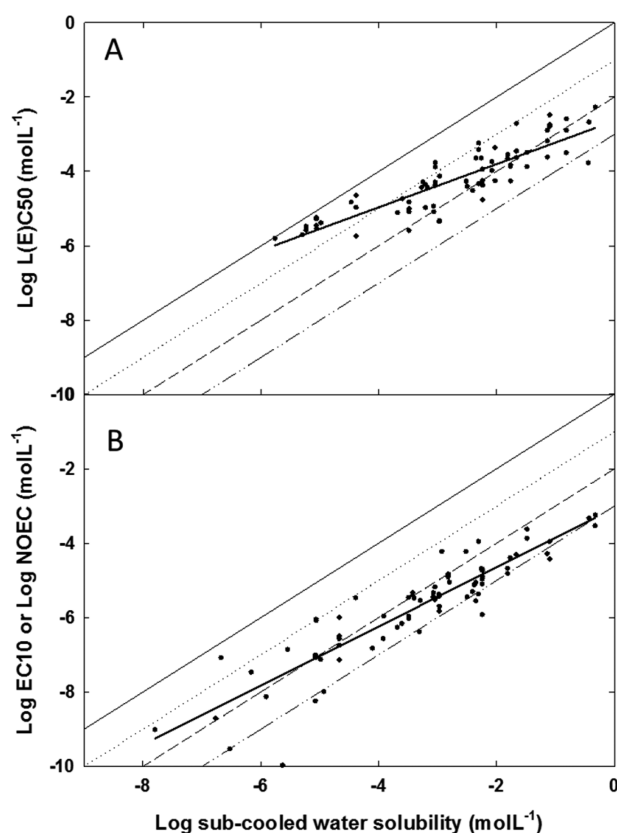 0
A
-2
-4
-6
-8
-10
Log L(E)C50 (molL⁻¹)
B
-2
-4
-6
-8
-10
Log EC10 or Log NOEC (molL⁻¹)
-8 -6 -4 -2 0
Log sub-cooled water solubility (molL⁻¹)